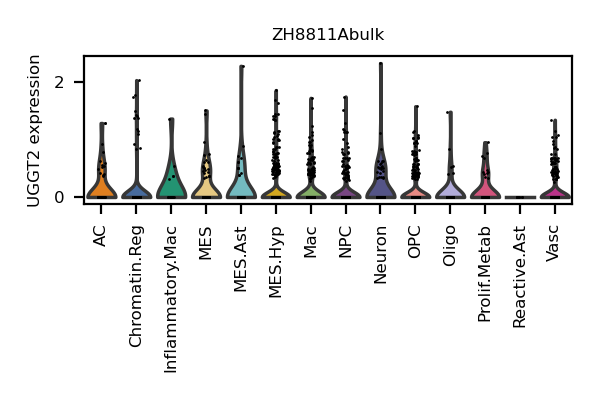 ZH8811Abulk
UGGT2 expression
2
0
AC
Chromatin.Reg
Inflammatory.Mac
MES
MES.Ast
MES.Hyp
Mac
NPC
Neuron
OPC
Oligo
Prolif.Metab
Reactive.Ast
Vasc